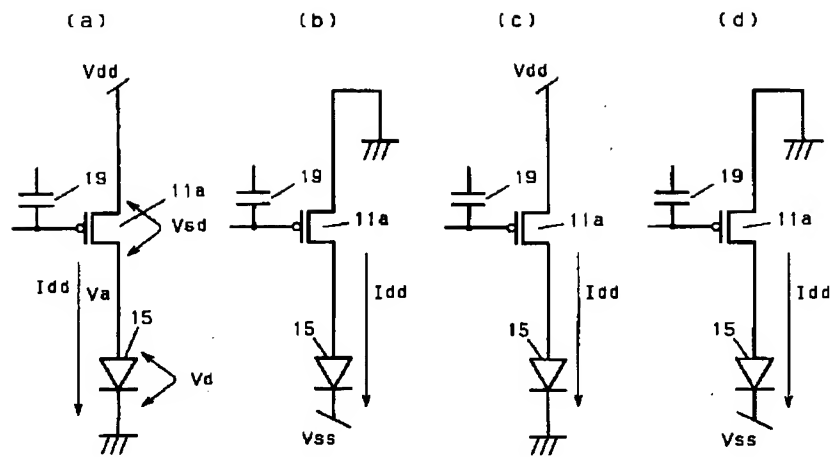 (a) (b) (c) (d)
Vdd Vdd
19 11a 19 19 19
Vsd 11a 11a 11a
Idd Va Idd Idd Idd
15 15 15 15
Vd
Vss Vss